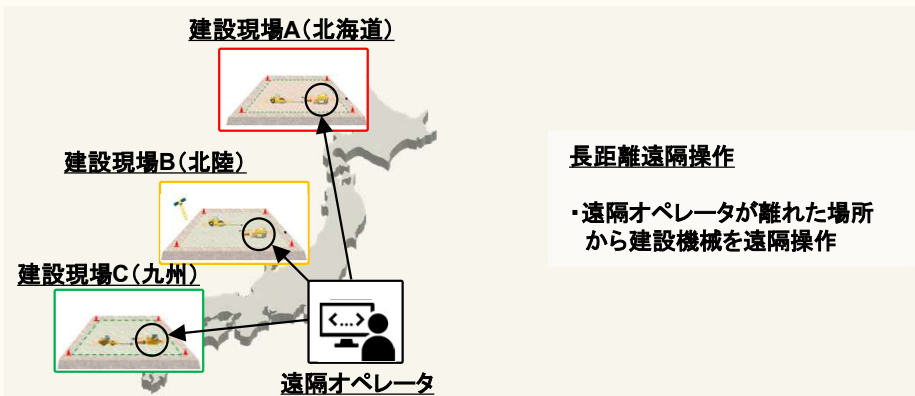 建設現場A(北海道)
建設現場B(北陸)
建設現場C(九州)
<...>
遠隔オペレータ
長距離遠隔操作
・遠隔オペレータが離れた場所
から建設機械を遠隔操作